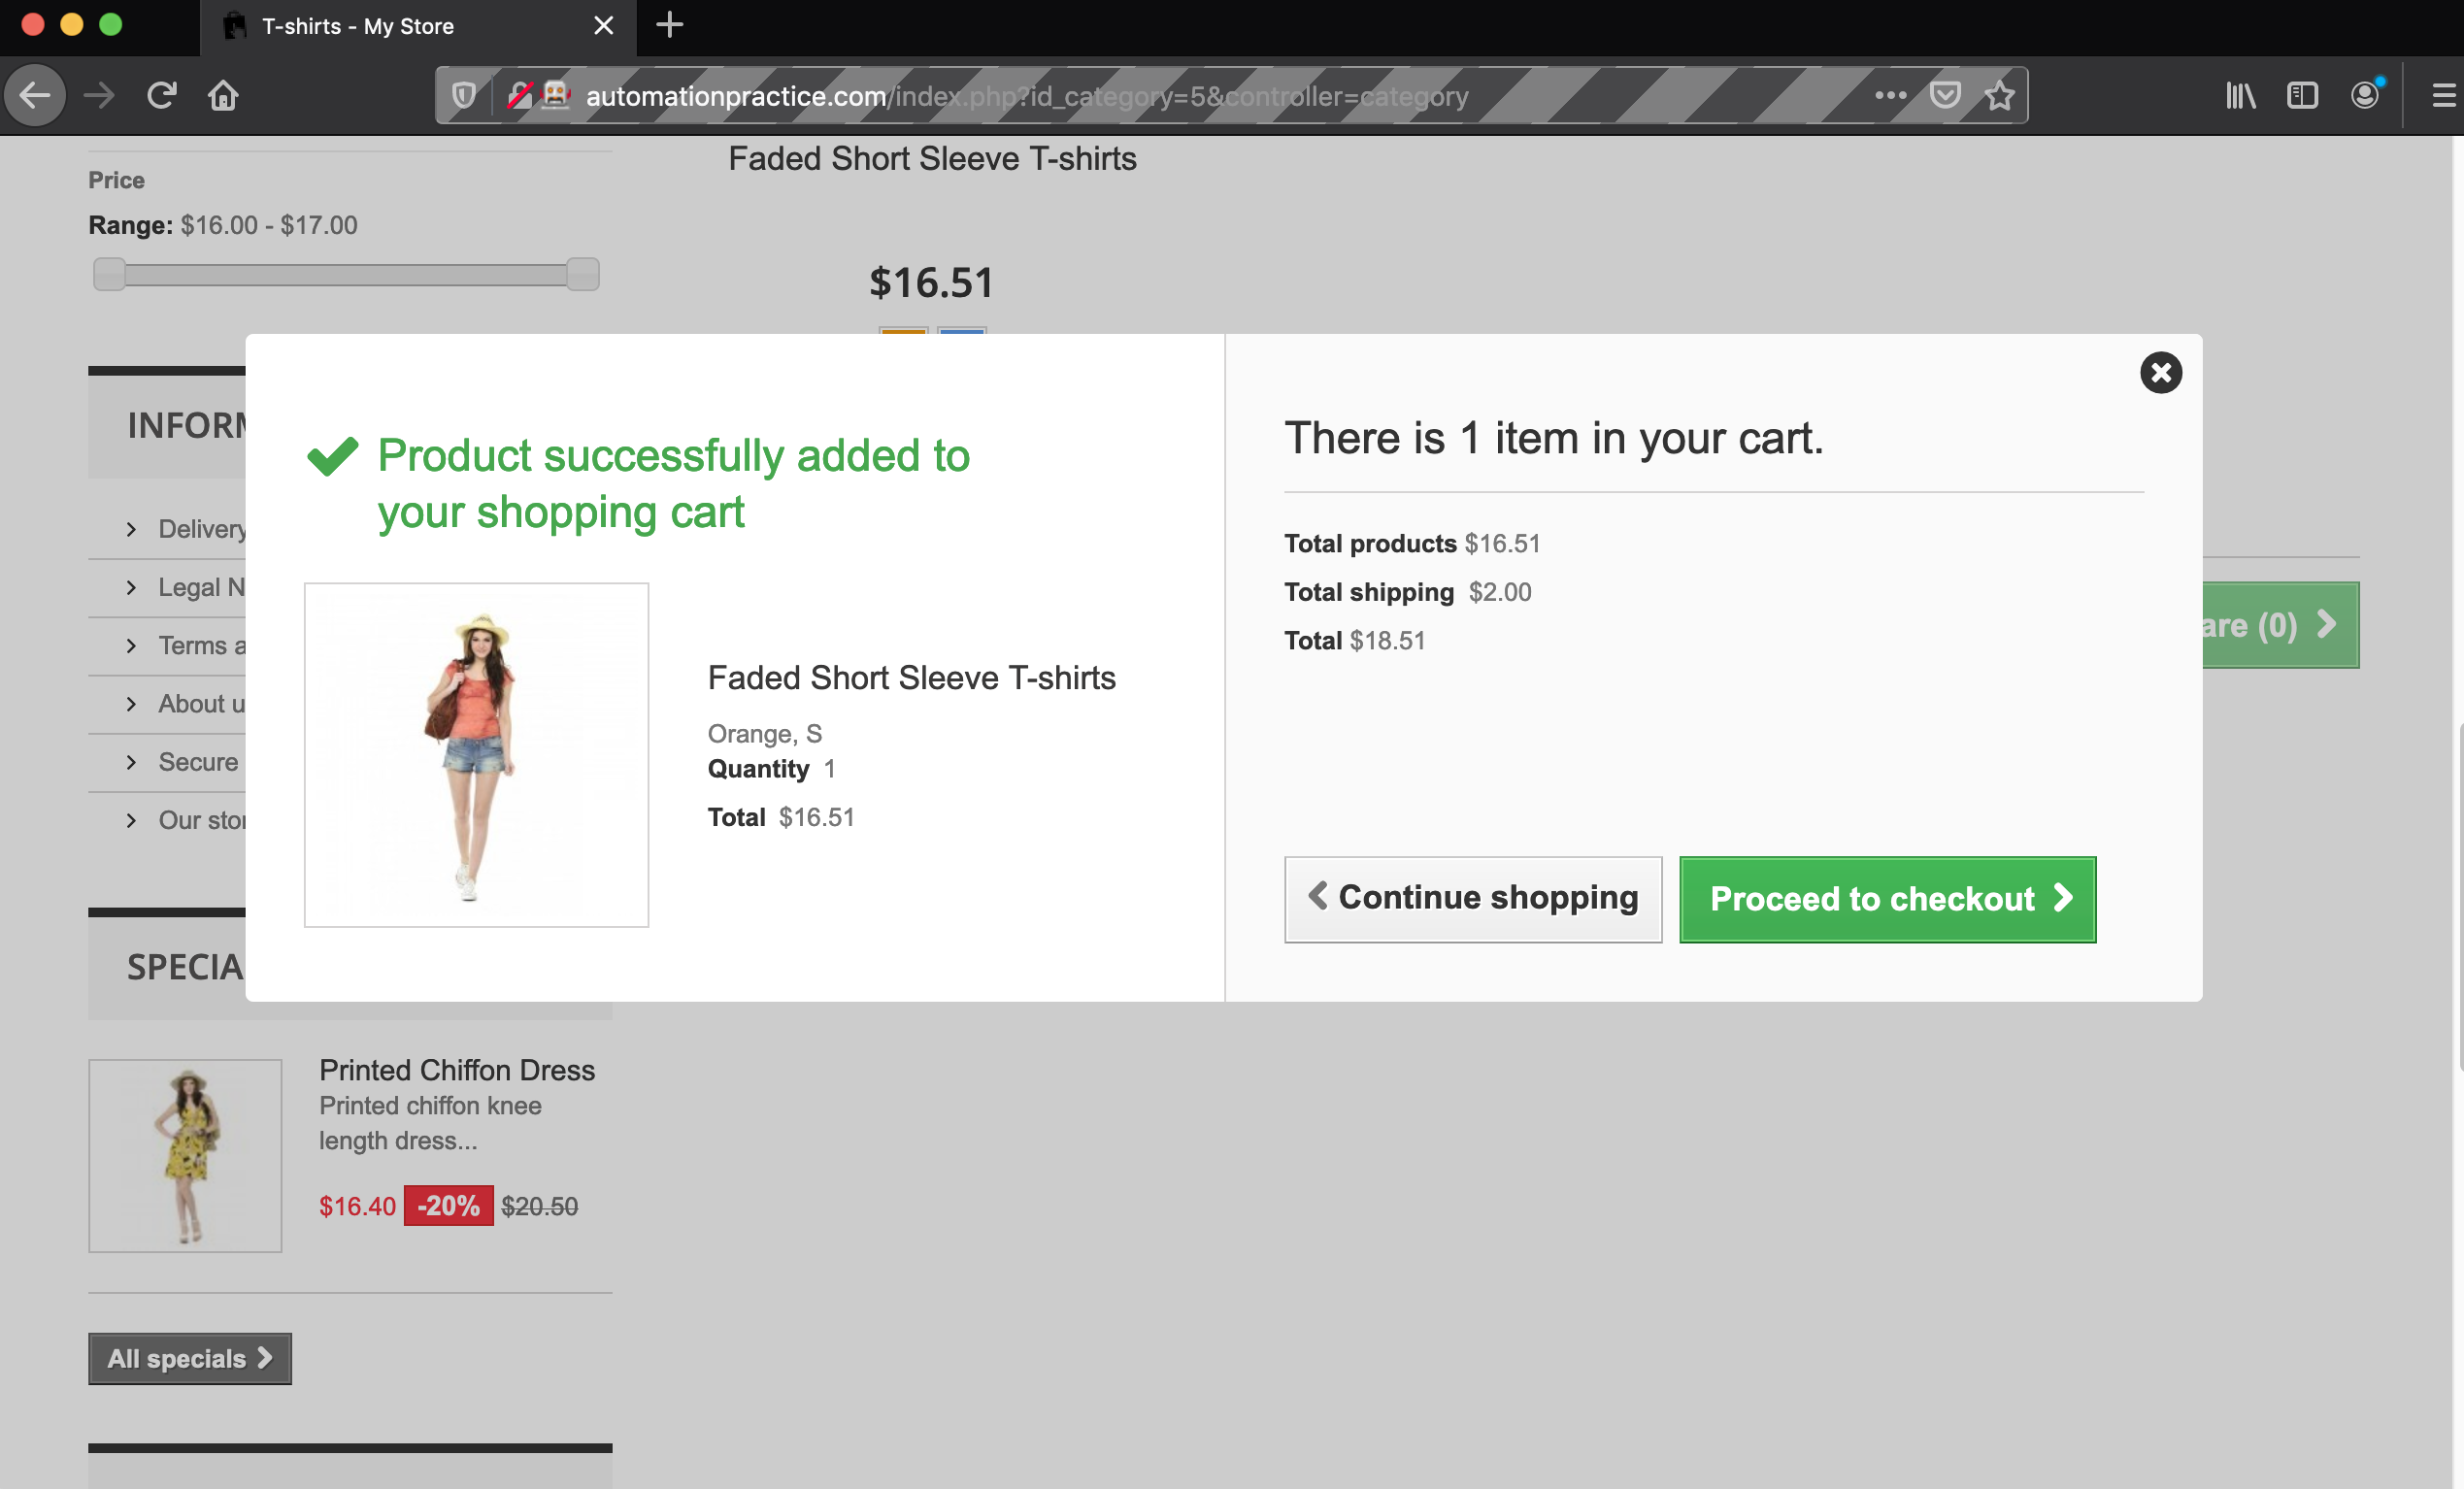 T-shirts - My Store
automationpractice.com/index.php?id_category=5&controller=category
Price
Range: $16.00 - $17.00
Faded Short Sleeve T-shirts
$16.51
Product successfully added to
your shopping cart
Faded Short Sleeve T-shirts
Orange, S
Quantity 1
Total $16.51
There is 1 item in your cart.
Total products $16.51
Total shipping $2.00
Total $18.51
Continue shopping
Proceed to checkout
are (0)
INFORM
Delivery
Legal N
Terms a
About u
Secure
Our stor
SPECIA
Printed Chiffon Dress
Printed chiffon knee
length dress...
$16.40 -20% $20.50
All specials